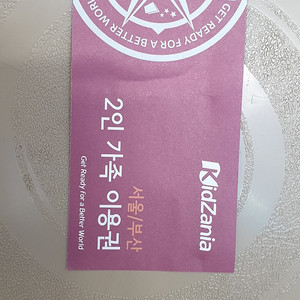 GET READY FOR A BETTER WORLD
KidZania
서울/부산
2인 가족 이용권
Get Ready for a Better World